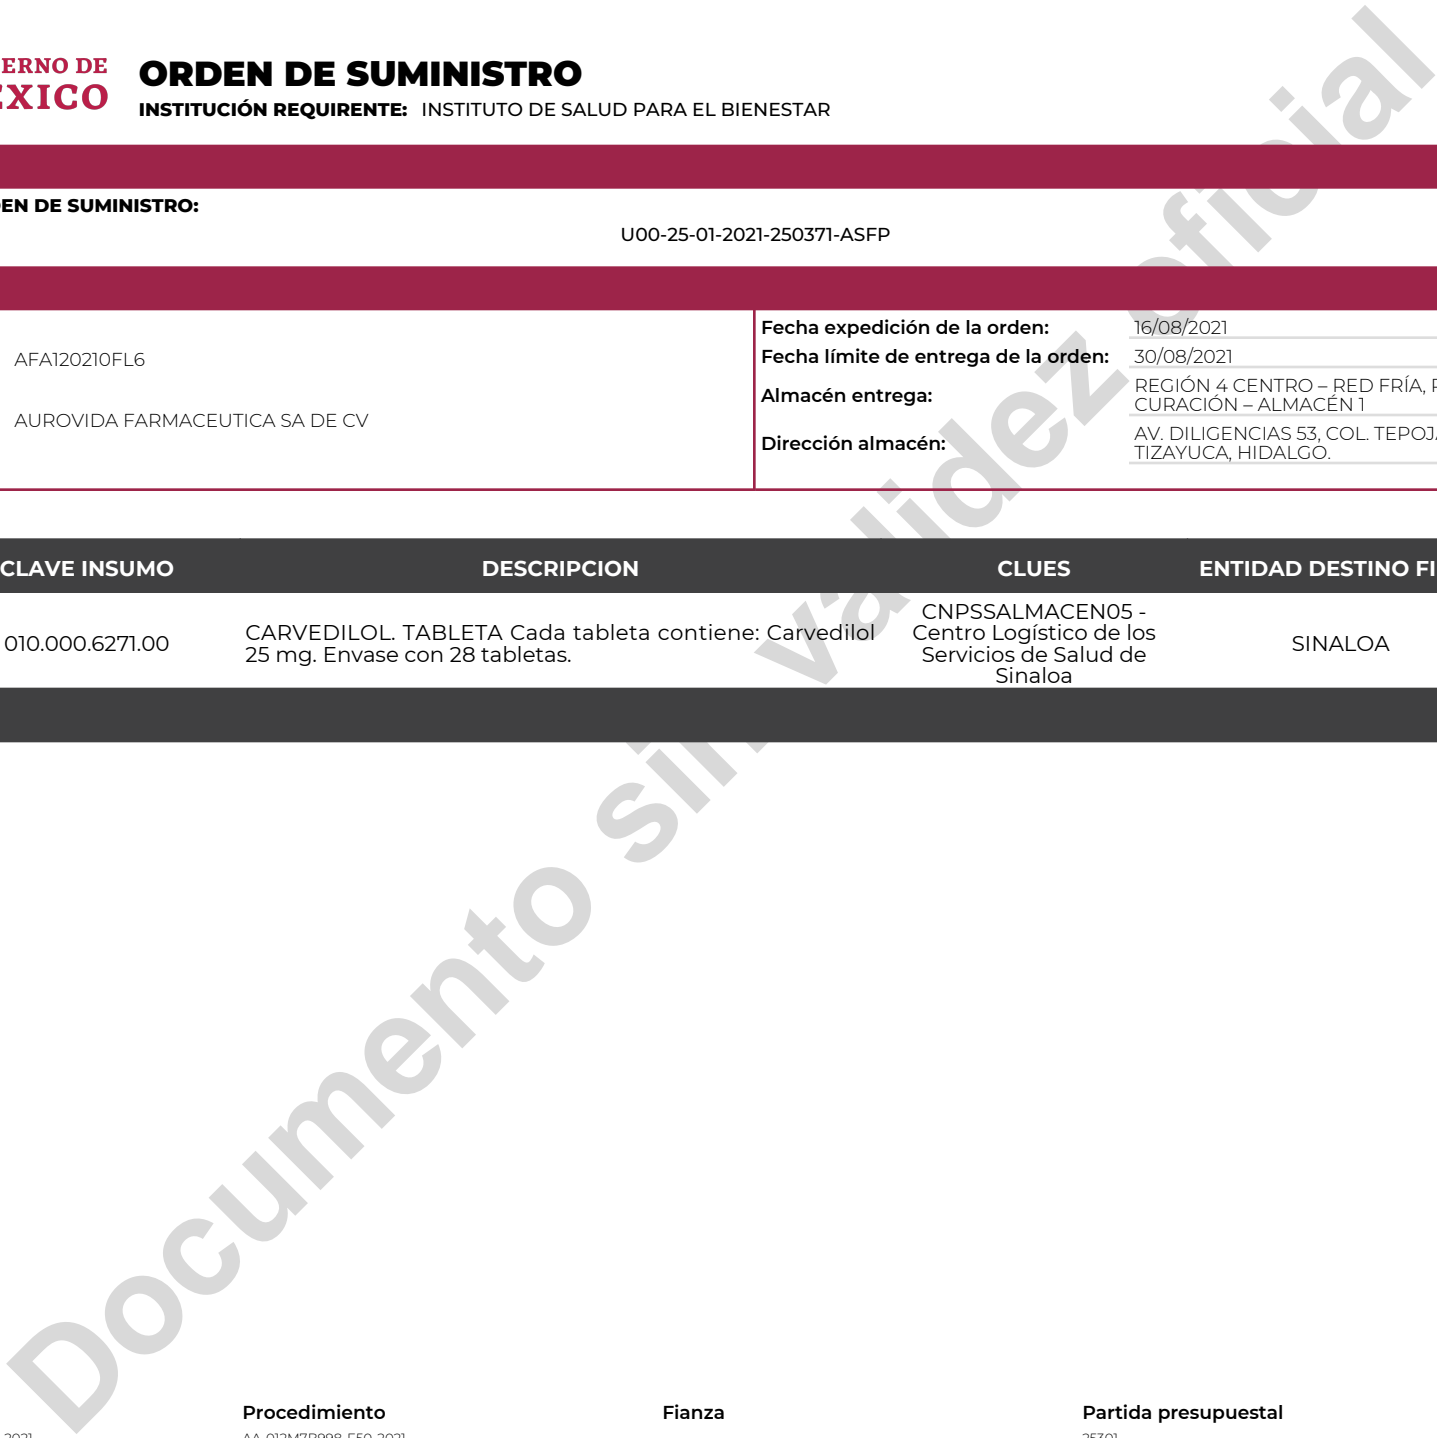 ERNO DE
ÉXICO
ORDEN DE SUMINISTRO
INSTITUCIÓN REQUIRENTE: INSTITUTO DE SALUD PARA EL BIENESTAR
EN DE SUMINISTRO:
U00-25-01-2021-250371-ASFP
AFA120210FL6
AUROVIDA FARMACEUTICA SA DE CV
Fecha expedición de la orden: 16/08/2021
Fecha límite de entrega de la orden: 30/08/2021
Almacén entrega: REGIÓN 4 CENTRO – RED FRÍA,
CURACIÓN – ALMACÉN 1
Dirección almacén: AV. DILIGENCIAS 53, COL. TEPOJA
TIZAYUCA, HIDALGO.
CLAVE INSUMO DESCRIPCION CLUES ENTIDAD DESTINO FI
010.000.6271.00
CARVEDILOL. TABLETA Cada tableta contiene: Carvedilol
25 mg. Envase con 28 tabletas.
CNPSSALMACEN05 -
Centro Logístico de los
Servicios de Salud de
Sinaloa
SINALOA
Documento sin validez oficial
Procedimiento Fianza Partida presupuestal